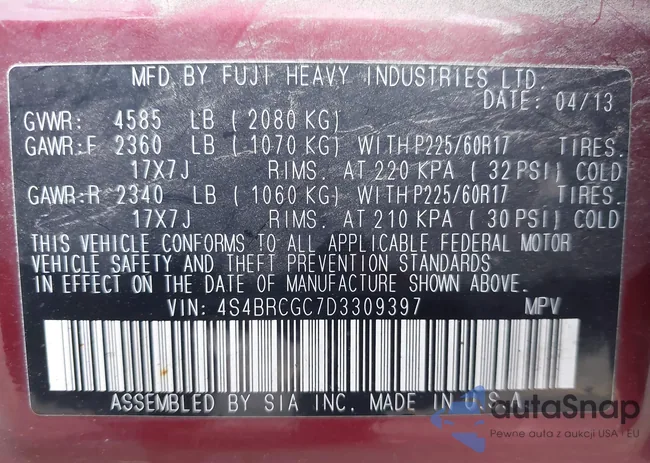 MFD BY FUJI HEAVY INDUSTRIES LTD.
DATE: 04/13
GVWR: 4585 LB ( 2080 KG)
GAWR:F 2360 LB ( 1070 KG) WITH P225/60R17 TIRES.
17X7J RIMS. AT 220 KPA ( 32 PSI) COLD
GAWR:R 2340 LB ( 1060 KG) WITH P225/60R17 TIRES.
17X7J RIMS. AT 210 KPA ( 30 PSI) COLD
THIS VEHICLE CONFORMS TO ALL APPLICABLE FEDERAL MOTOR
VEHICLE SAFETY AND THEFT PREVENTION STANDARDS
IN EFFECT ON THE DATE OF MANUFACTURE SHOWN ABOVE.
VIN: 4S4BRCGC7D3309397 MPV
ASSEMBLED BY SIA INC. MADE IN U.S.A.
autaSnap
Pewne auta z aukcji USA i EU